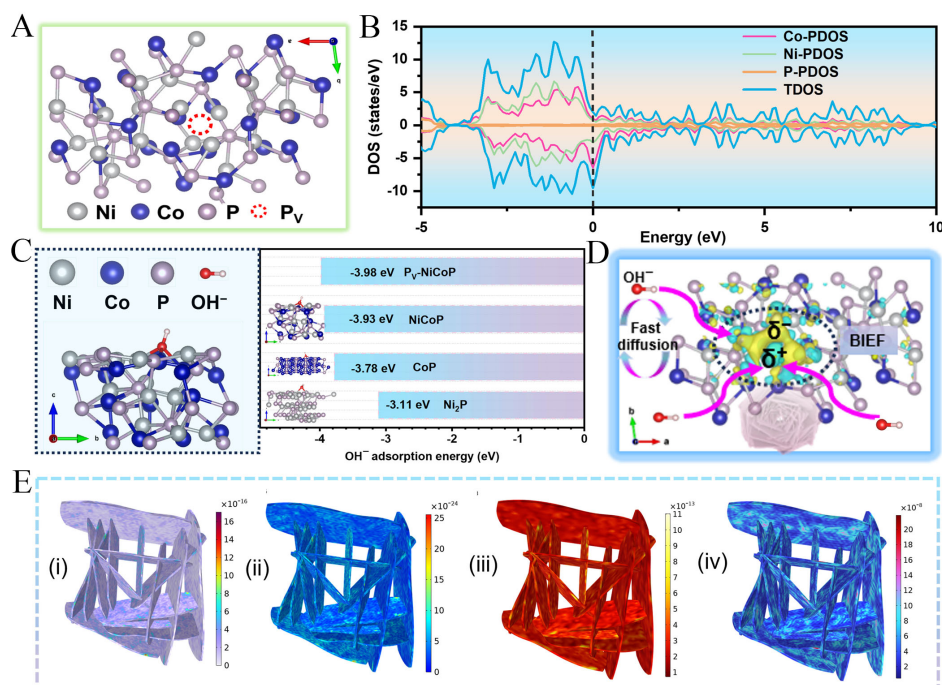 A
Ni Co P PV
B
DOS (states/eV)
15
10
5
0
-5
-10
Co-PDOS
Ni-PDOS
P-PDOS
TDOS
-5 0 5 10
Energy (eV)
C
Ni Co P OH⁻
c
b
-3.98 eV PV-NiCoP
-3.93 eV NiCoP
-3.78 eV CoP
-3.11 eV Ni₂P
-4 -3 -2 -1 0
OH⁻ adsorption energy (eV)
D
OH⁻
Fast
diffusion
δ⁻
δ⁺
BIEF
b
a
E
(i)
×10⁻¹⁶
16
14
12
10
8
6
4
2
0
(ii)
×10⁻²⁴
25
20
15
10
5
0
(iii)
×10⁻¹³
11
10
9
8
7
6
5
4
3
2
1
(iv)
×10⁻⁸
20
18
16
14
12
10
8
6
4
2